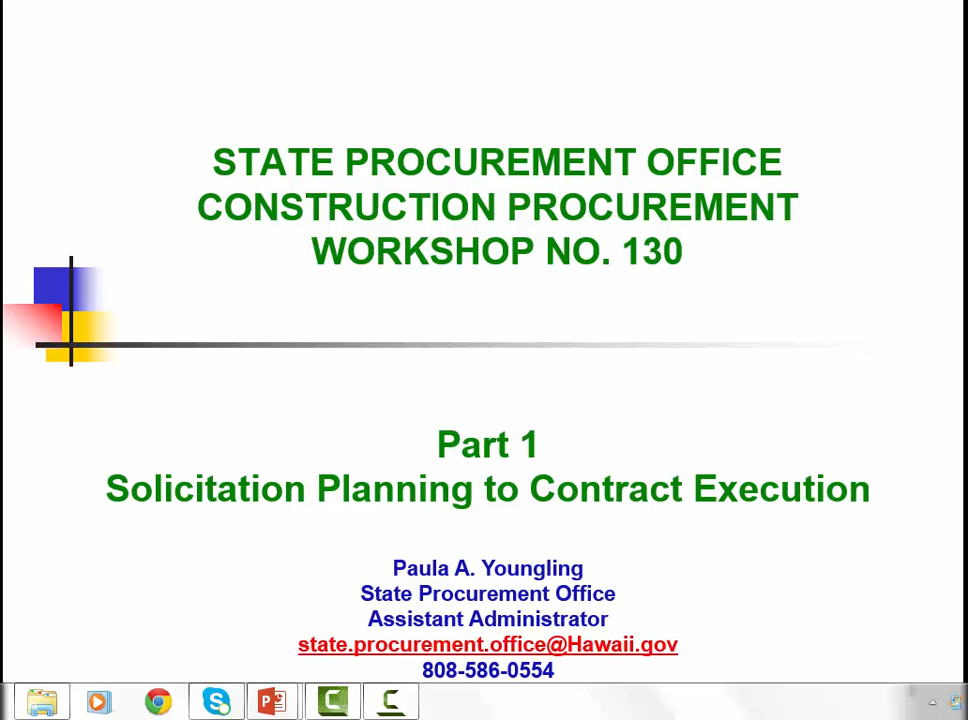 STATE PROCUREMENT OFFICE
CONSTRUCTION PROCUREMENT
WORKSHOP NO. 130
Part 1
Solicitation Planning to Contract Execution
Paula A. Youngling
State Procurement Office
Assistant Administrator
state.procurement.office@Hawaii.gov
808-586-0554